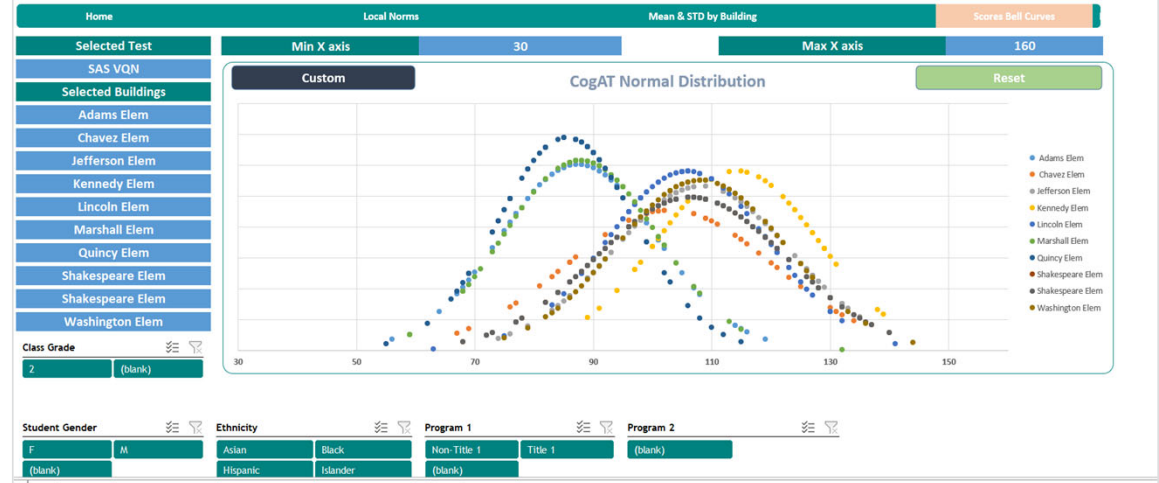 Home Local Norms Mean & STD by Building Scores Bell Curves
Selected Test Min X axis 30 Max X axis 160
SAS VQN
Custom CogAT Normal Distribution Reset
Selected Buildings
Adams Elem
Chavez Elem
Jefferson Elem
Kennedy Elem
Lincoln Elem
Marshall Elem
Quincy Elem
Shakespeare Elem
Shakespeare Elem
Washington Elem
Adams Elem
Chavez Elem
Jefferson Elem
Kennedy Elem
Lincoln Elem
Marshall Elem
Quincy Elem
Shakespeare Elem
Shakespeare Elem
Washington Elem
30 50 70 90 110 130 150
Class Grade
2 (blank)
Student Gender Ethnicity Program 1 Program 2
F M Asian Black Non-Title 1 Title 1 (blank)
(blank) Hispanic Islander (blank)